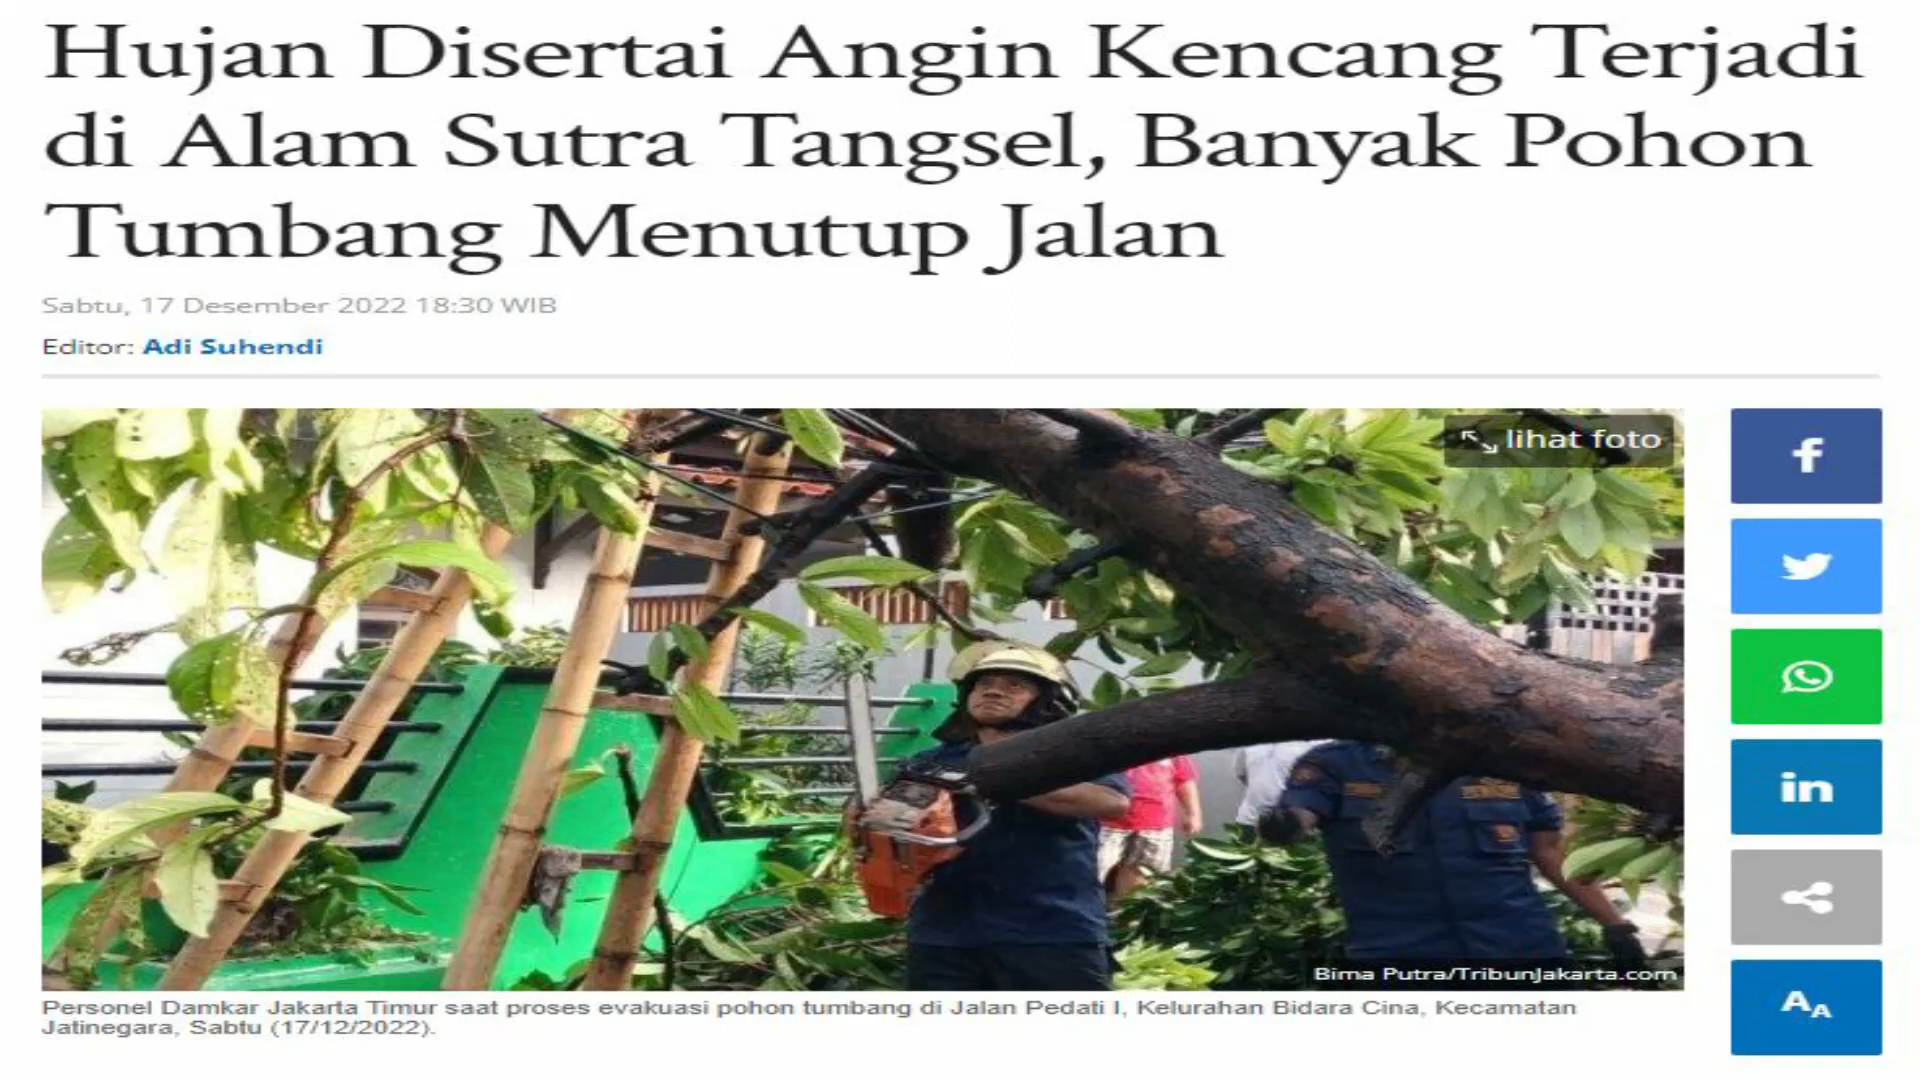 Hujan Disertai Angin Kencang Terjadi
di Alam Sutra Tangsel, Banyak Pohon
Tumbang Menutup Jalan
Sabtu, 17 Desember 2022 18:30 WIB
Editor: Adi Suhendi
lihat foto
f
in
Bima Putra/TribunJakarta.com
AA
Personel Damkar Jakarta Timur saat proses evakuasi pohon tumbang di Jalan Pedati I, Kelurahan Bidara Cina, Kecamatan
Jatinegara, Sabtu (17/12/2022).